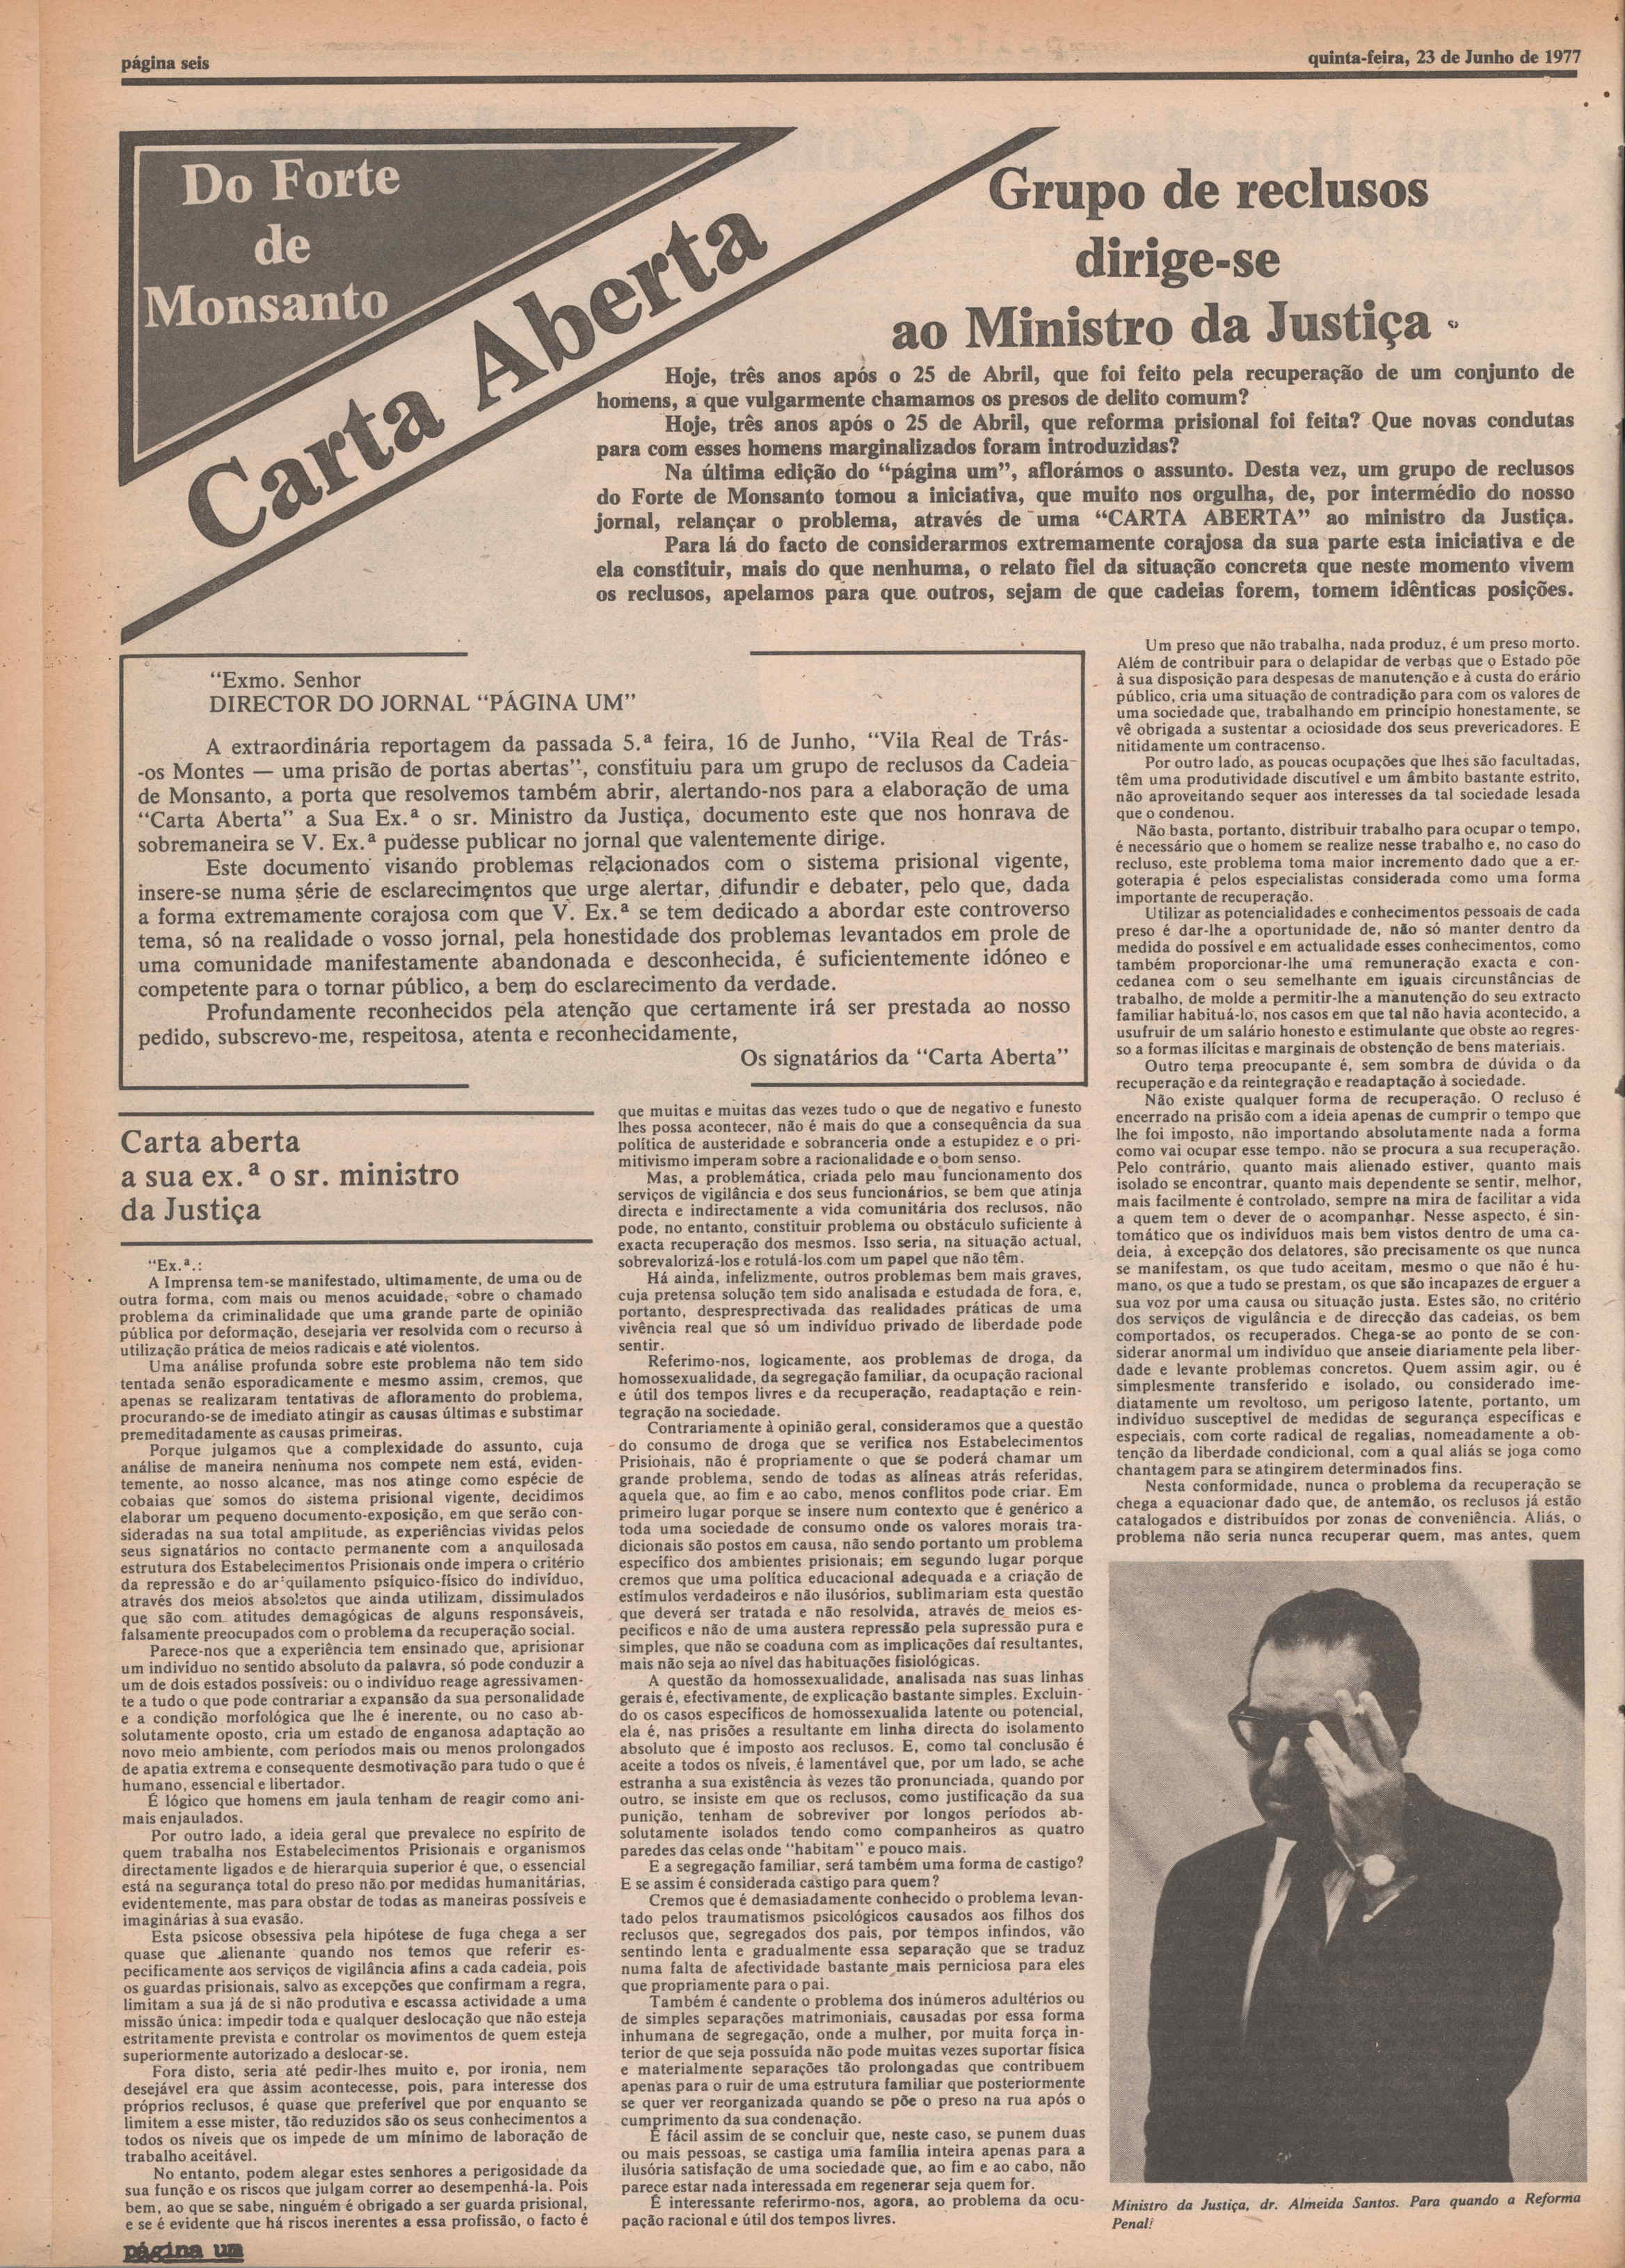 página seis
quinta-feira, 23 de Junho de 1977
Do Forte
de
Monsanto
Carta Aberta
Grupo de reclusos
dirige-se
ao Ministro da Justiça
Hoje, três anos após o 25 de Abril, que foi feito pela recuperação de um conjunto de
homens, a que vulgarmente chamamos os presos de delito comum?
Hoje, três anos após o 25 de Abril, que reforma prisional foi feita? Que novas condutas
para com esses homens marginalizados foram introduzidas?
Na última edição do "página um", aflorámos o assunto. Desta vez, um grupo de reclusos
do Forte de Monsanto tomou a iniciativa, que muito nos orgulha, de, por intermédio do nosso
jornal, relançar o problema, através de uma "CARTA ABERTA" ao ministro da Justiça.
Para lá do facto de considerarmos extremamente corajosa da sua parte esta iniciativa e de
ela constituir, mais do que nenhuma, o relato fiel da situação concreta que neste momento vivem
os reclusos, apelamos para que outros, sejam de que cadeias forem, tomem idênticas posições.
"Exmo. Senhor
DIRECTOR DO JORNAL "PÁGINA UM"
A extraordinária reportagem da passada 5.ª feira, 16 de Junho, "Vila Real de Trás-
-os Montes — uma prisão de portas abertas", constituiu para um grupo de reclusos da Cadeia
de Monsanto, a porta que resolvemos também abrir, alertando-nos para a elaboração de uma
"Carta Aberta" a Sua Ex.ª o sr. Ministro da Justiça, documento este que nos honrava de
sobremaneira se V. Ex.ª pudesse publicar no jornal que valentemente dirige.
Este documento visando problemas relacionados com o sistema prisional vigente,
insere-se numa série de esclarecimentos que urge alertar, difundir e debater, pelo que, dada
a forma extremamente corajosa com que V. Ex.ª se tem dedicado a abordar este controverso
tema, só na realidade o vosso jornal, pela honestidade dos problemas levantados em prole de
uma comunidade manifestamente abandonada e desconhecida, é suficientemente idóneo e
competente para o tornar público, a bem do esclarecimento da verdade.
Profundamente reconhecidos pela atenção que certamente irá ser prestada ao nosso
pedido, subscrevo-me, respeitosa, atenta e reconhecidamente,
Os signatários da "Carta Aberta"
Carta aberta
a sua ex.ª o sr. ministro
da Justiça
"Ex.ª.:
A Imprensa tem-se manifestado, ultimamente, de uma ou de
outra forma, com mais ou menos acuidade, sobre o chamado
problema da criminalidade que uma grande parte de opinião
pública por deformação, desejaria ver resolvida com o recurso à
utilização prática de meios radicais e até violentos.
Uma análise profunda sobre este problema não tem sido
tentada senão esporadicamente e mesmo assim, cremos, que
apenas se realizaram tentativas de afloramento do problema,
procurando-se de imediato atingir as causas últimas e substimar
premeditadamente as causas primeiras.
Porque julgamos que a complexidade do assunto, cuja
análise de maneira nenhuma nos compete nem está, eviden-
temente, ao nosso alcance, mas nos atinge como espécie de
cobaias que somos do sistema prisional vigente, decidimos
elaborar um pequeno documento-exposição, em que serão con-
sideradas na sua total amplitude, as experiências vividas pelos
seus signatários no contacto permanente com a anquilosada
estrutura dos Estabelecimentos Prisionais onde impera o critério
da repressão e do aniquilamento psíquico-físico do indivíduo,
através dos meios absoletos que ainda utilizam, dissimulados
que são com atitudes demagógicas de alguns responsáveis,
falsamente preocupados com o problema da recuperação social.
Parece-nos que a experiência tem ensinado que, aprisionar
um indivíduo no sentido absoluto da palavra, só pode conduzir a
um de dois estados possíveis: ou o indivíduo reage agressivamen-
te a tudo o que pode contrariar a expansão da sua personalidade
e a condição morfológica que lhe é inerente, ou no caso ab-
solutamente oposto, cria um estado de enganosa adaptação ao
novo meio ambiente, com períodos mais ou menos prolongados
de apatia extrema e consequente desmotivação para tudo o que é
humano, essencial e libertador.
É lógico que homens em jaula tenham de reagir como ani-
mais enjaulados.
Por outro lado, a ideia geral que prevalece no espírito de
quem trabalha nos Estabelecimentos Prisionais e organismos
directamente ligados e de hierarquia superior é que, o essencial
está na segurança total do preso não por medidas humanitárias,
evidentemente, mas para obstar de todas as maneiras possíveis e
imaginárias à sua evasão.
Esta psicose obsessiva pela hipótese de fuga chega a ser
quase que alienante quando nos temos que referir es-
pecificamente aos serviços de vigilância afins a cada cadeia, pois
os guardas prisionais, salvo as excepções que confirmam a regra,
limitam a sua já de si não produtiva e escassa actividade a uma
missão única: impedir toda e qualquer deslocação que não esteja
estritamente prevista e controlar os movimentos de quem esteja
superiormente autorizado a deslocar-se.
Fora disto, seria até pedir-lhes muito e, por ironia, nem
desejável era que assim acontecesse, pois, para interesse dos
próprios reclusos, é quase que preferível que por enquanto se
limitem a esse mister, tão reduzidos são os seus conhecimentos a
todos os níveis que os impede de um mínimo de laboração de
trabalho aceitável.
No entanto, podem alegar estes senhores a perigosidade da
sua função e os riscos que julgam correr ao desempenhá-la. Pois
bem, ao que se sabe, ninguém é obrigado a ser guarda prisional,
e se é evidente que há riscos inerentes a essa profissão, o facto é
que muitas e muitas das vezes tudo o que de negativo e funesto
lhes possa acontecer, não é mais do que a consequência da sua
política de austeridade e sobranceria onde a estupidez e o pri-
mitivismo imperam sobre a racionalidade e o bom senso.
Mas, a problemática, criada pelo mau funcionamento dos
serviços de vigilância e dos seus funcionários, se bem que atinja
directa e indirectamente a vida comunitária dos reclusos, não
pode, no entanto, constituir problema ou obstáculo suficiente à
exacta recuperação dos mesmos. Isso seria, na situação actual,
sobrevalorizá-los e rotulá-los com um papel que não têm.
Há ainda, infelizmente, outros problemas bem mais graves,
cuja pretensa solução tem sido analisada e estudada de fora, e,
portanto, despresprectivada das realidades práticas de uma
vivência real que só um indivíduo privado de liberdade pode
sentir.
Referimo-nos, logicamente, aos problemas de droga, da
homossexualidade, da segregação familiar, da ocupação racional
e útil dos tempos livres e da recuperação, readaptação e rein-
tegração na sociedade.
Contrariamente à opinião geral, consideramos que a questão
do consumo de droga que se verifica nos Estabelecimentos
Prisionais, não é propriamente o que se poderá chamar um
grande problema, sendo de todas as alíneas atrás referidas,
aquela que, ao fim e ao cabo, menos conflitos pode criar. Em
primeiro lugar porque se insere num contexto que é genérico a
toda uma sociedade de consumo onde os valores morais tra-
dicionais são postos em causa, não sendo portanto um problema
específico dos ambientes prisionais; em segundo lugar porque
cremos que uma política educacional adequada e a criação de
estímulos verdadeiros e não ilusórios, sublimariam esta questão
que deverá ser tratada e não resolvida, através de meios es-
pecíficos e não de uma austera repressão pela supressão pura e
simples, que não se coaduna com as implicações daí resultantes,
mais não seja ao nível das habituações fisiológicas.
A questão da homossexualidade, analisada nas suas linhas
gerais é, efectivamente, de explicação bastante simples. Excluin-
do os casos específicos de homossexualida latente ou potencial,
ela é, nas prisões a resultante em linha directa do isolamento
absoluto que é imposto aos reclusos. E, como tal conclusão é
aceite a todos os níveis, é lamentável que, por um lado, se ache
estranha a sua existência às vezes tão pronunciada, quando por
outro, se insiste em que os reclusos, como justificação da sua
punição, tenham de sobreviver por longos períodos ab-
solutamente isolados tendo como companheiros as quatro
paredes das celas onde "habitam" e pouco mais.
E a segregação familiar, será também uma forma de castigo?
E se assim é considerada castigo para quem?
Cremos que é demasiadamente conhecido o problema levan-
tado pelos traumatismos psicológicos causados aos filhos dos
reclusos que, segregados dos pais, por tempos infindos, vão
sentindo lenta e gradualmente essa separação que se traduz
numa falta de afectividade bastante mais perniciosa para eles
que propriamente para o pai.
Também é candente o problema dos inúmeros adultérios ou
de simples separações matrimoniais, causadas por essa forma
inhumana de segregação, onde a mulher, por muita força in-
terior de que seja possuída não pode muitas vezes suportar física
e materialmente separações tão prolongadas que contribuem
apenas para o ruir de uma estrutura familiar que posteriormente
se quer ver reorganizada quando se põe o preso na rua após o
cumprimento da sua condenação.
É fácil assim de se concluir que, neste caso, se punem duas
ou mais pessoas, se castiga uma família inteira apenas para a
ilusória satisfação de uma sociedade que, ao fim e ao cabo, não
parece estar nada interessada em regenerar seja quem for.
É interessante referirmo-nos, agora, ao problema da ocu-
pação racional e útil dos tempos livres.
Um preso que não trabalha, nada produz, é um preso morto.
Além de contribuir para o delapidar de verbas que o Estado põe
à sua disposição para despesas de manutenção e à custa do erário
público, cria uma situação de contradição para com os valores de
uma sociedade que, trabalhando em princípio honestamente, se
vê obrigada a sustentar a ociosidade dos seus prevericadores. E
nitidamente um contracenso.
Por outro lado, as poucas ocupações que lhes são facultadas,
têm uma produtividade discutível e um âmbito bastante estrito,
não aproveitando sequer aos interesses da tal sociedade lesada
que o condenou.
Não basta, portanto, distribuir trabalho para ocupar o tempo,
é necessário que o homem se realize nesse trabalho e, no caso do
recluso, este problema toma maior incremento dado que a er-
goterapia é pelos especialistas considerada como uma forma
importante de recuperação.
Utilizar as potencialidades e conhecimentos pessoais de cada
preso é dar-lhe a oportunidade de, não só manter dentro da
medida do possível e em actualidade esses conhecimentos, como
também proporcionar-lhe uma remuneração exacta e con-
cedanea com o seu semelhante em iguais circunstâncias de
trabalho, de molde a permitir-lhe a manutenção do seu extracto
familiar habituá-lo, nos casos em que tal não havia acontecido, a
usufruir de um salário honesto e estimulante que obste ao regres-
so a formas ilícitas e marginais de obstenção de bens materiais.
Outro tema preocupante é, sem sombra de dúvida o da
recuperação e da reintegração e readaptação à sociedade.
Não existe qualquer forma de recuperação. O recluso é
encerrado na prisão com a ideia apenas de cumprir o tempo que
lhe foi imposto, não importando absolutamente nada a forma
como vai ocupar esse tempo. não se procura a sua recuperação.
Pelo contrário, quanto mais alienado estiver, quanto mais
isolado se encontrar, quanto mais dependente se sentir, melhor,
mais facilmente é controlado, sempre na mira de facilitar a vida
a quem tem o dever de o acompanhar. Nesse aspecto, é sin-
tomático que os indivíduos mais bem vistos dentro de uma ca-
deia, à excepção dos delatores, são precisamente os que nunca
se manifestam, os que tudo aceitam, mesmo o que não é hu-
mano, os que a tudo se prestam, os que são incapazes de erguer a
sua voz por uma causa ou situação justa. Estes são, no critério
dos serviços de vigulância e de direcção das cadeias, os bem
comportados, os recuperados. Chega-se ao ponto de se con-
siderar anormal um indivíduo que anseie diariamente pela liber-
dade e levante problemas concretos. Quem assim agir, ou é
simplesmente transferido e isolado, ou considerado ime-
diatamente um revoltoso, um perigoso latente, portanto, um
indivíduo susceptível de medidas de segurança específicas e
especiais, com corte radical de regalias, nomeadamente a ob-
tenção da liberdade condicional, com a qual aliás se joga como
chantagem para se atingirem determinados fins.
Nesta conformidade, nunca o problema da recuperação se
chega a equacionar dado que, de antemão, os reclusos já estão
catalogados e distribuídos por zonas de conveniência. Aliás, o
problema não seria nunca recuperar quem, mas antes, quem
Ministro da Justiça, dr. Almeida Santos. Para quando a Reforma
Penal?
página um